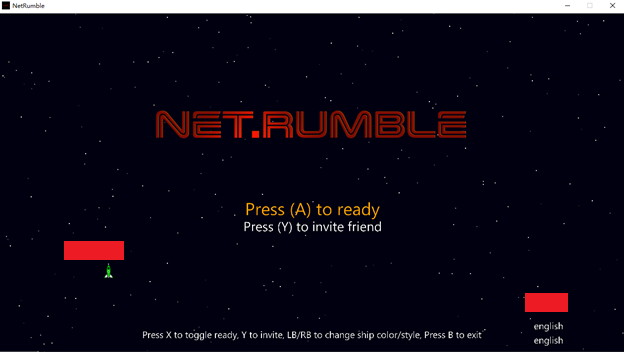 NetRumble
NET.RUMBLE
Press (A) to ready
Press (Y) to invite friend
english
Press X to toggle ready, Y to invite, LB/RB to change ship color/style, Press B to exit
english